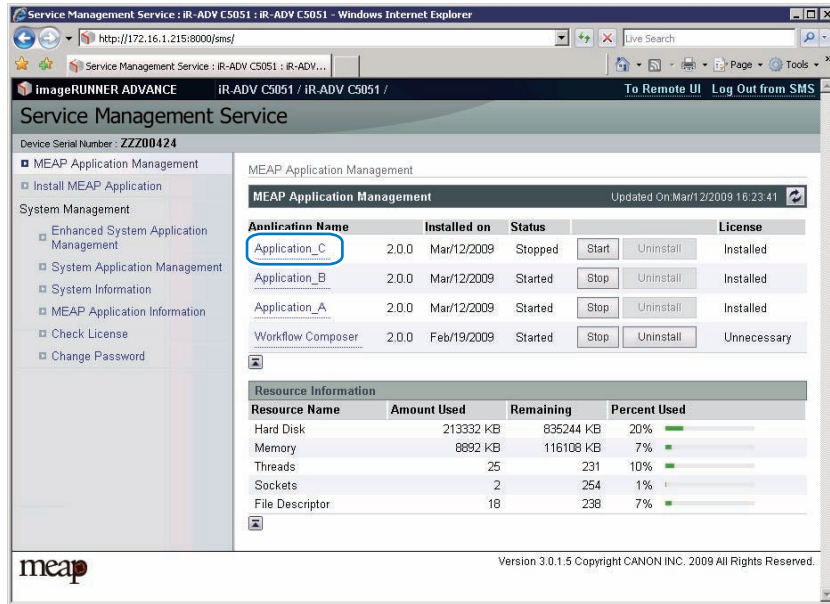 Service Management Service : iR-ADV C5051 : iR-ADV C5051 - Windows Internet Explorer
http://172.16.1.215:8000/sms/
Live Search
Service Management Service : iR-ADV C5051 : iR-ADV...
Page
Tools
imageRUNNER ADVANCE iR-ADV C5051 / iR-ADV C5051 / To Remote UI Log Out from SMS
Service Management Service
Device Serial Number : ZZZ00424
MEAP Application Management
Install MEAP Application
System Management
Enhanced System Application
Management
System Application Management
System Information
MEAP Application Information
Check License
Change Password
MEAP Application Management
MEAP Application Management Updated On:Mar/12/2009 16:23:41
Application Name Installed on Status License
Application_C 2.0.0 Mar/12/2009 Stopped Start Uninstall Installed
Application_B 2.0.0 Mar/12/2009 Started Stop Uninstall Installed
Application_A 2.0.0 Mar/12/2009 Started Stop Uninstall Installed
Workflow Composer 2.0.0 Feb/19/2009 Started Stop Uninstall Unnecessary
Resource Information
Resource Name Amount Used Remaining Percent Used
Hard Disk 213332 KB 835244 KB 20%
Memory 8892 KB 116108 KB 7%
Threads 25 231 10%
Sockets 2 254 1%
File Descriptor 18 238 7%
meap
Version 3.0.1.5 Copyright CANON INC. 2009 All Rights Reserved.